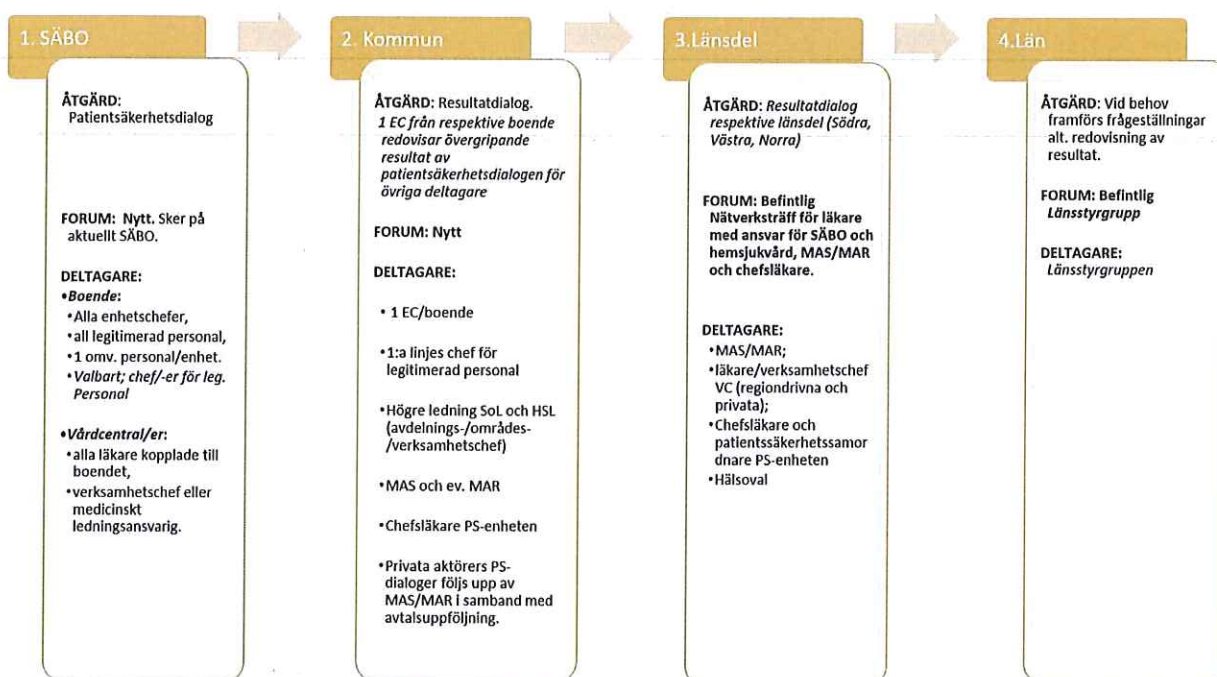 1. SÄBO
ÅTGÄRD:
Patientsäkerhetsdialog
FORUM: Nytt. Sker på
aktuellt SÄBO.
DELTAGARE:
•Boende:
•Alla enhetschefer,
•all legitimerad personal,
•1 omv. personal/enhet.
•Valbart; chef/-er för leg.
Personal
•Vårdcentral/er:
•alla läkare kopplade till
boendet,
•verksamhetschef eller
medicinskt
ledningsansvarig.
2. Kommun
ÅTGÄRD: Resultatdialog.
1 EC från respektive boende
redovisar övergripande
resultat av
patientsäkerhetsdialogen för
övriga deltagare
FORUM: Nytt
DELTAGARE:
• 1 EC/boende
•1:a linjes chef för
legitimerad personal
•Högre ledning SoL och HSL
(avdelnings-/områdes-
/verksamhetschef)
•MAS och ev. MAR
•Chefsläkare PS-enheten
•Privata aktörers PS-
dialoger följs upp av
MAS/MAR i samband med
avtalsuppföljning.
3.Länsdel
ÅTGÄRD: Resultatdialog
respektive länsdel (Södra,
Västra, Norra)
FORUM: Befintlig
Nätverksträff för läkare
med ansvar för SÄBO och
hemsjukvård, MAS/MAR
och chefsläkare.
DELTAGARE:
•MAS/MAR;
•läkare/verksamhetschef
VC (regiondrivna och
privata);
•Chefsläkare och
patientssäkerhetssamor
dnare PS-enheten
•Hälsoval
4.Län
ÅTGÄRD: Vid behov
framförs frågeställningar
alt. redovisning av
resultat.
FORUM: Befintlig
Länsstyrgrupp
DELTAGARE:
Länsstyrgruppen